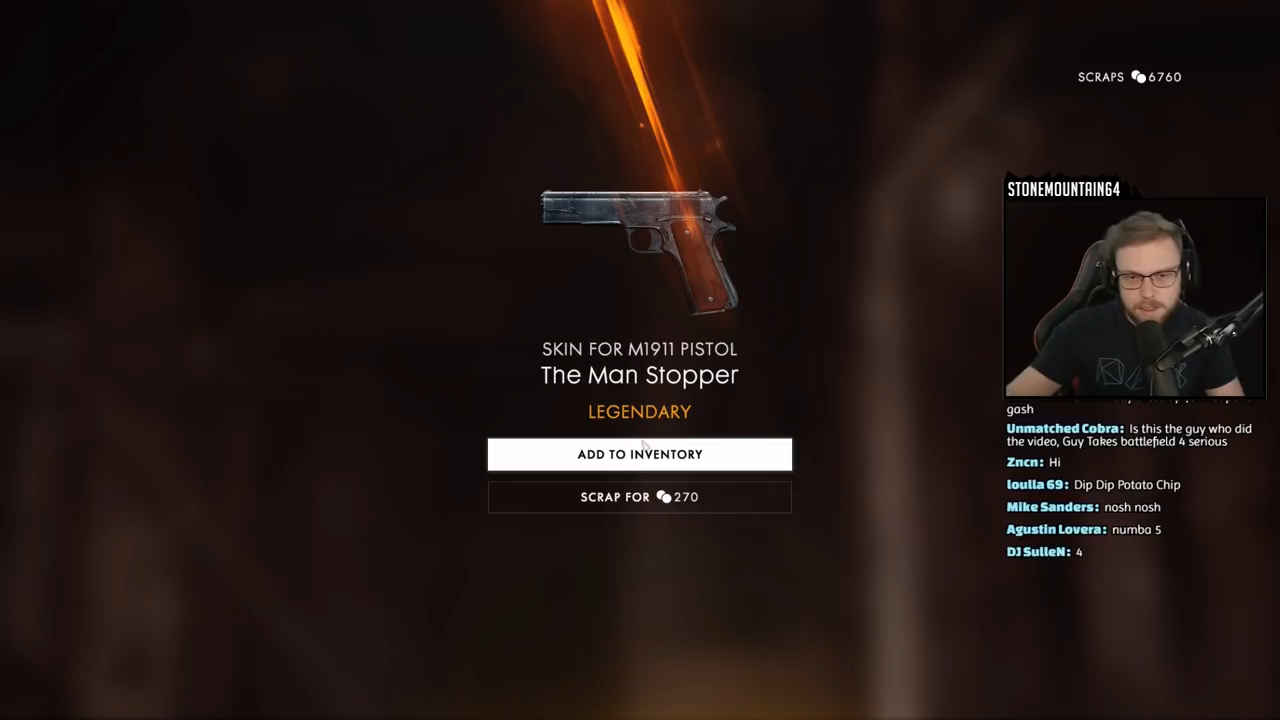 SCRAPS 6760
STONEMOUNTAIN64
SKIN FOR M1911 PISTOL
The Man Stopper
LEGENDARY
ADD TO INVENTORY
SCRAP FOR 270
gash
Unmatched Cobra: Is this the guy who did
the video, Guy Takes battlefield 4 serious
Zncn: Hi
loulla 69: Dip Dip Potato Chip
Mike Sanders: nosh nosh
Agustin Lovera: numba 5
DJ SulleN: 4